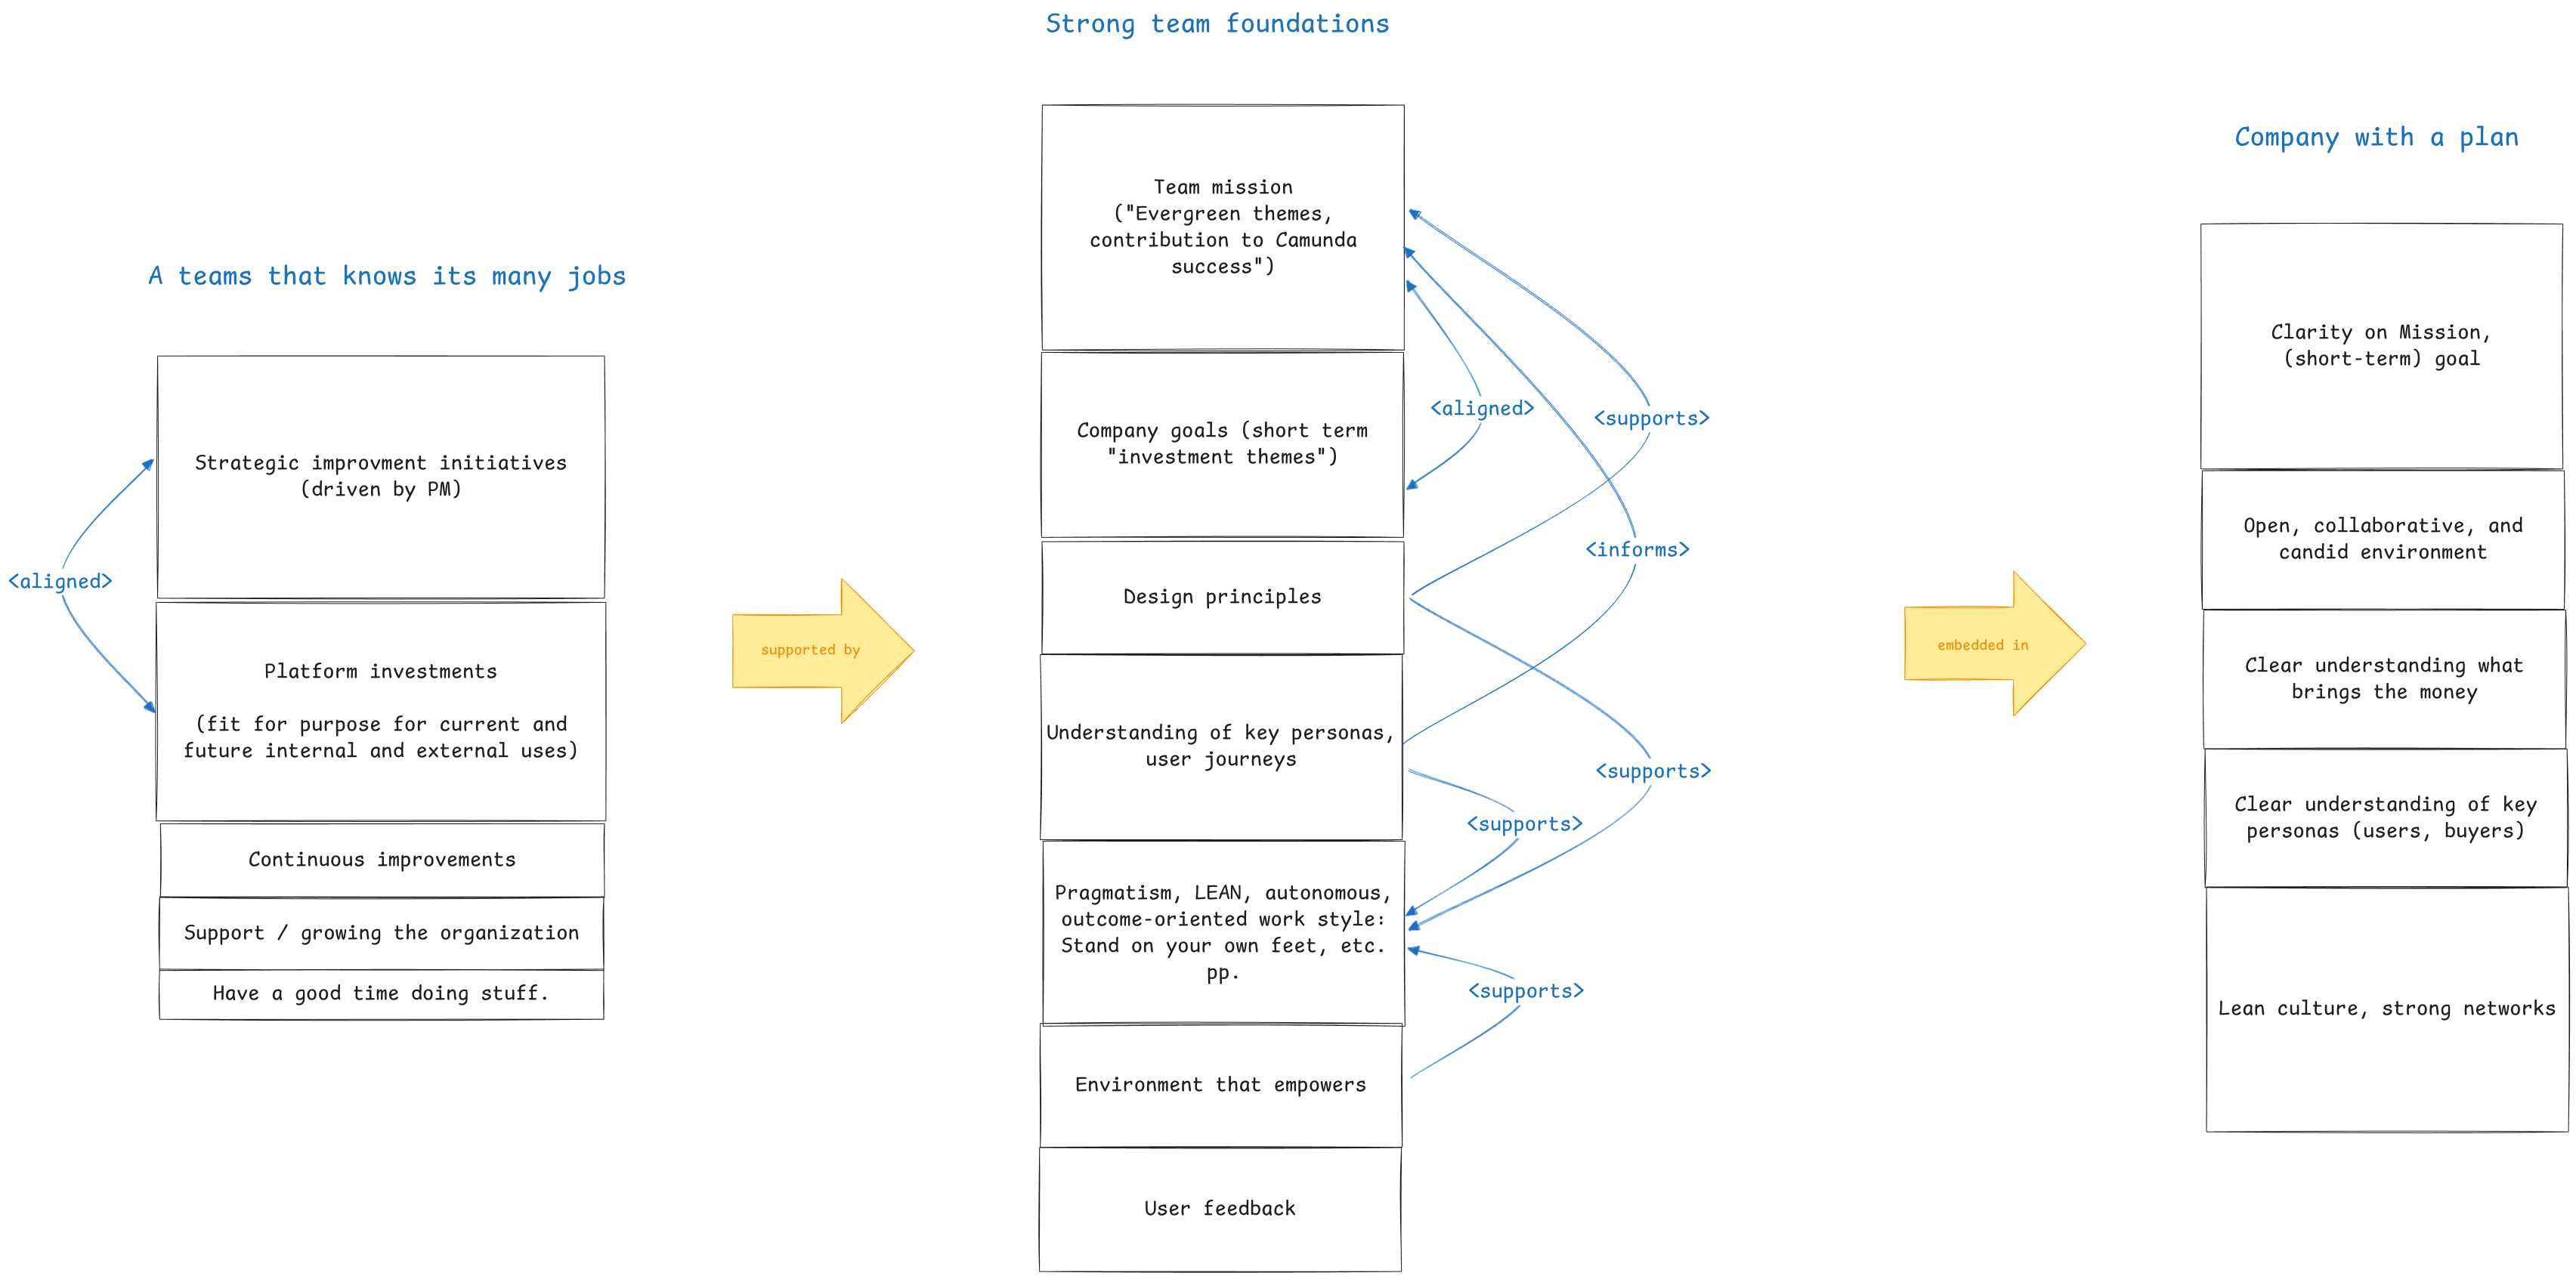 Strong team foundations
Company with a plan
A teams that knows its many jobs
Strategic improvment initiatives
(driven by PM)
<aligned>
Platform investments
(fit for purpose for current and
future internal and external uses)
Continuous improvements
Support / growing the organization
Have a good time doing stuff.
supported by
Team mission
("Evergreen themes,
contribution to Camunda
success")
Company goals (short term
"investment themes")
Design principles
Understanding of key personas,
user journeys
Pragmatism, LEAN, autonomous,
outcome-oriented work style:
Stand on your own feet, etc.
pp.
Environment that empowers
User feedback
<aligned>
<supports>
<informs>
<supports>
<supports>
<supports>
embedded in
Clarity on Mission,
(short-term) goal
Open, collaborative, and
candid environment
Clear understanding what
brings the money
Clear understanding of key
personas (users, buyers)
Lean culture, strong networks